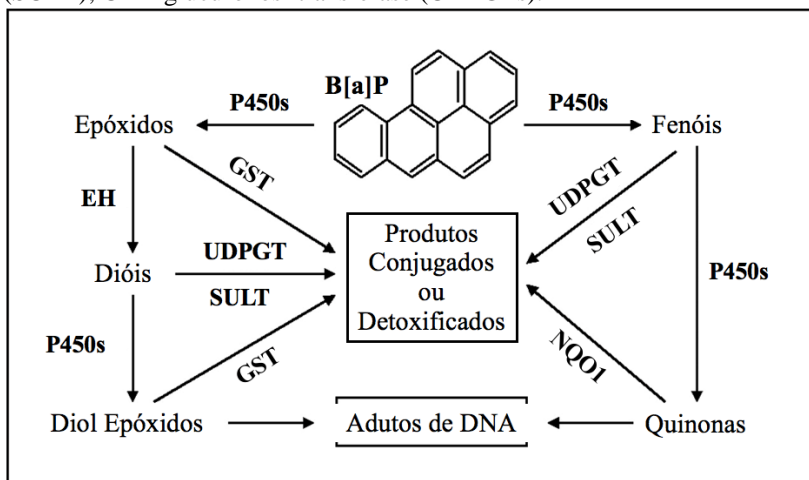 B[a]P
P450s
P450s
Epóxidos
Fenóis
GST
UDPGT
SULT
EH
Produtos
Conjugados
ou
Detoxificados
UDPGT
Dióis
SULT
P450s
P450s
GST
NQO1
Diol Epóxidos
Adutos de DNA
Quinonas